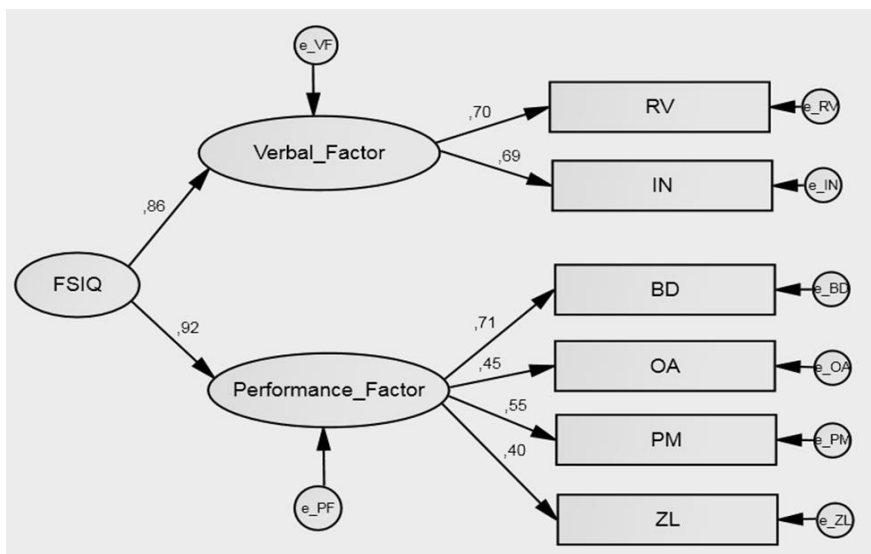 e_VF
,70
RV
e_RV
Verbal_Factor
,69
IN
e_IN
,86
FSIQ
BD
e_BD
,92
,71
,45
OA
e_OA
Performance_Factor
,55
PM
e_PM
,40
e_PF
ZL
e_ZL